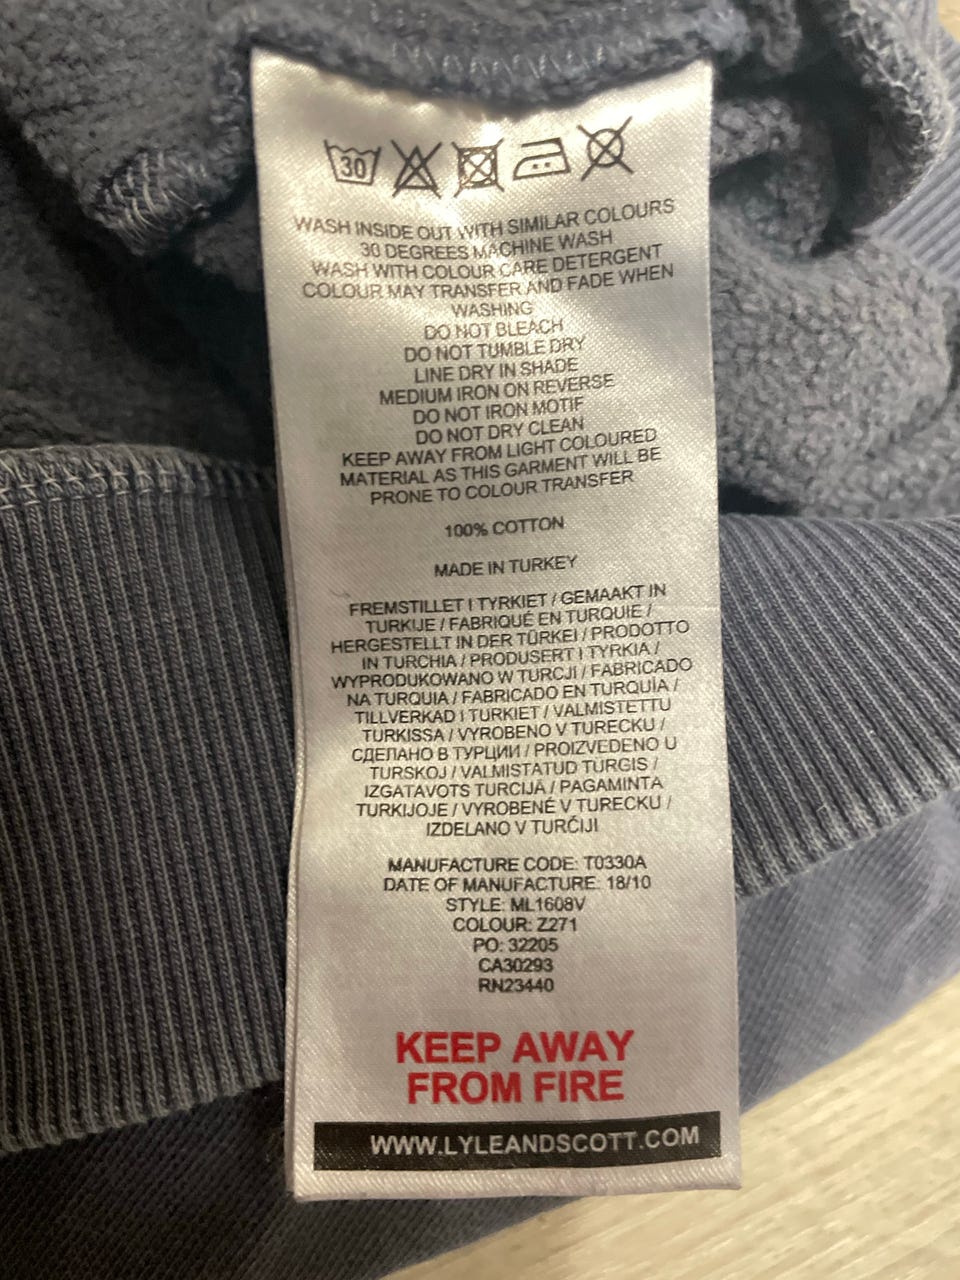 30
WASH INSIDE OUT WITH SIMILAR COLOURS
30 DEGREES MACHINE WASH
WASH WITH COLOUR CARE DETERGENT
COLOUR MAY TRANSFER AND FADE WHEN
WASHING
DO NOT BLEACH
DO NOT TUMBLE DRY
LINE DRY IN SHADE
MEDIUM IRON ON REVERSE
DO NOT IRON MOTIF
DO NOT DRY CLEAN
KEEP AWAY FROM LIGHT COLOURED
MATERIAL AS THIS GARMENT WILL BE
PRONE TO COLOUR TRANSFER
100% COTTON
MADE IN TURKEY
FREMSTILLET I TYRKIET / GEMAAKT IN
TURKIJE / FABRIQUÉ EN TURQUIE /
HERGESTELLT IN DER TÜRKEI / PRODOTTO
IN TURCHIA / PRODUSERT I TYRKIA /
WYPRODUKOWANO W TURCJI / FABRICADO
NA TURQUIA / FABRICADO EN TURQUÍA /
TILLVERKAD I TURKIET / VALMISTETTU
TURKISSA / VYROBENO V TURECKU /
СДЕЛАНО В ТУРЦИИ / PROIZVEDENO U
TURSKOJ / VALMISTATUD TURGIS /
IZGATAVOTS TURCIJĀ / PAGAMINTA
TURKIJOJE / VYROBENÉ V TURECKU /
IZDELANO V TURČIJI
MANUFACTURE CODE: T0330A
DATE OF MANUFACTURE: 18/10
STYLE: ML1608V
COLOUR: Z271
PO: 32205
CA30293
RN23440
KEEP AWAY
FROM FIRE
WWW.LYLEANDSCOTT.COM